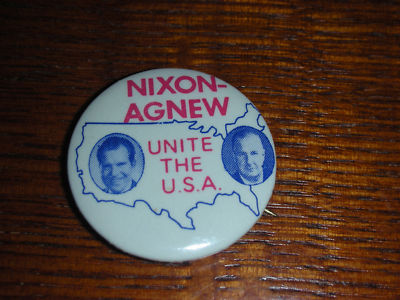 NIXON-
AGNEW
UNITE
THE
U.S.A.